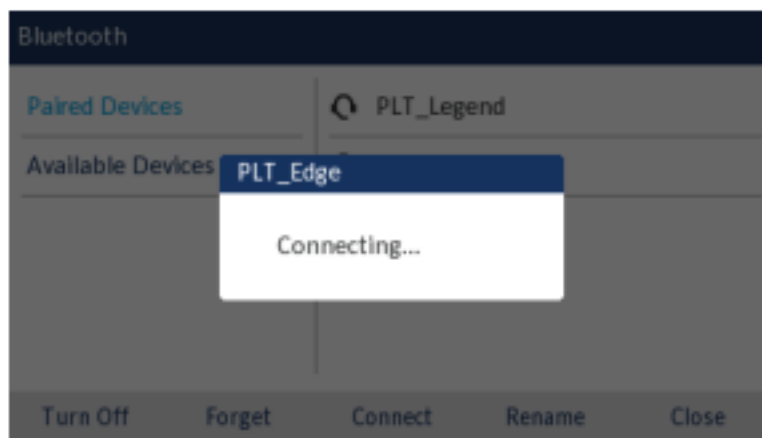 Bluetooth
Paired Devices
PLT_Legend
Available Devices
PLT_Edge
Connecting...
Turn Off Forget Connect Rename Close